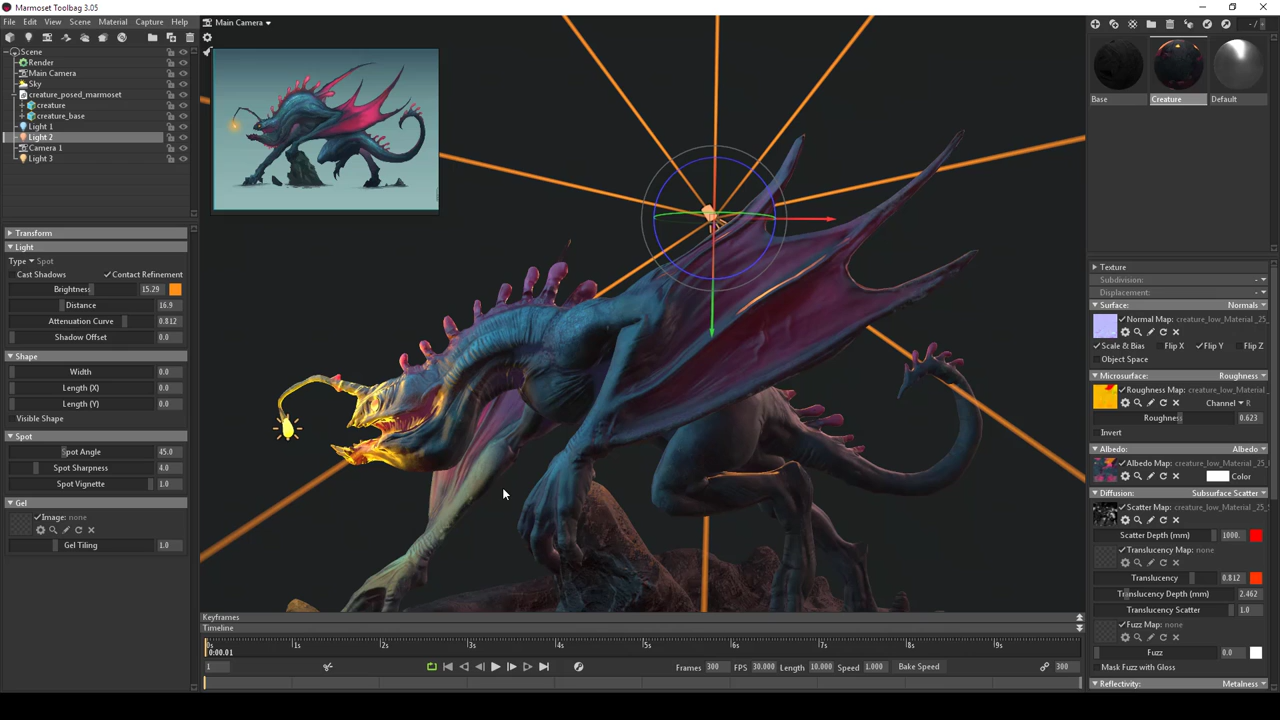 Marmoset Toolbag 3.05
File Edit View Scene Material Capture Help
Main Camera
Scene
Render
Main Camera
Sky
creature_posed_marmoset
creature
creature_base
Light 1
Light 2
Camera 1
Light 3
Transform
Light
Type Spot
Cast Shadows Contact Refinement
Brightness 15.29
Distance 16.9
Attenuation Curve 0.812
Shadow Offset 0.0
Shape
Width 0.0
Length (X) 0.0
Length (Y) 0.0
Visible Shape
Spot
Spot Angle 45.0
Spot Sharpness 4.0
Spot Vignette 1.0
Gel
Image: none
Gel Tiling 1.0
Keyframes
Timeline
0s 1s 2s 3s 4s 5s 6s 7s 8s 9s
0:00.01
1 Frames 300 FPS 30.000 Length 10.000 Speed 1.000 Bake Speed 300
Base Creature Default
Texture
Subdivision: -
Displacement: -
Surface: Normals
Normal Map: creature_low_Material_25_
Scale & Bias Flip X Flip Y Flip Z
Object Space
Microsurface: Roughness
Roughness Map: creature_low_Material
Channel R
Roughness 0.623
Invert
Albedo: Albedo
Albedo Map: creature_low_Material_25_
Color
Diffusion: Subsurface Scatter
Scatter Map: creature_low_Material_25_0
Scatter Depth (mm) 1000.
Translucency Map: none
Translucency 0.812
Translucency Depth (mm) 2.462
Translucency Scatter 1.0
Fuzz Map: none
Fuzz 0.0
Mask Fuzz with Gloss
Reflectivity: Metalness